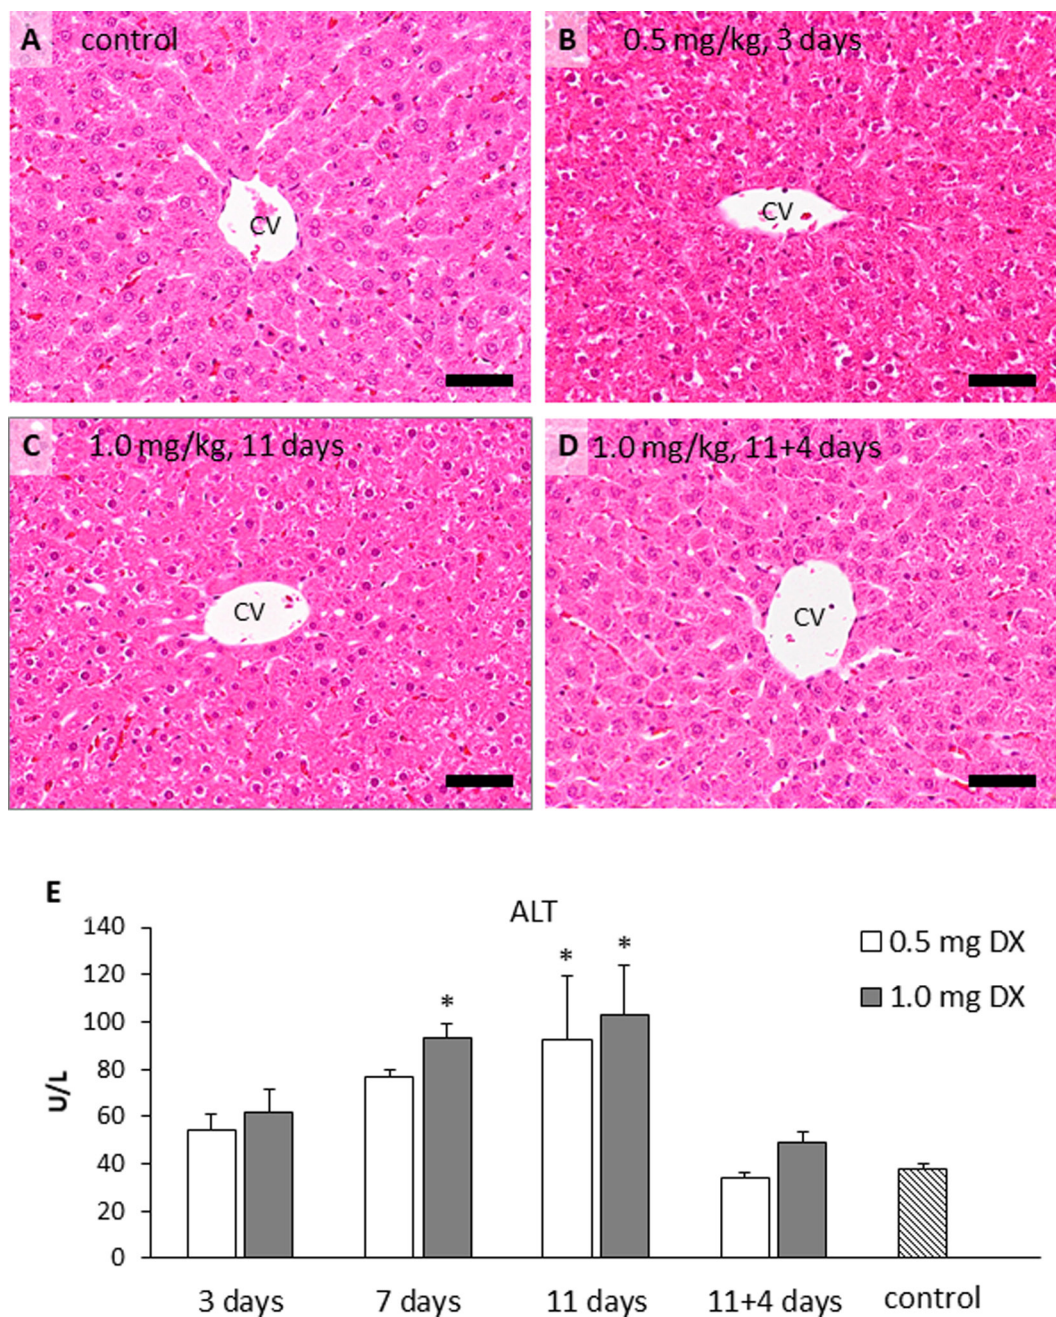 A control
B 0.5 mg/kg, 3 days
CV
CV
C 1.0 mg/kg, 11 days
D 1.0 mg/kg, 11+4 days
CV
CV
E
ALT
140
120
100
80
60
40
20
0
U/L
* * *
0.5 mg DX
1.0 mg DX
3 days 7 days 11 days 11+4 days control